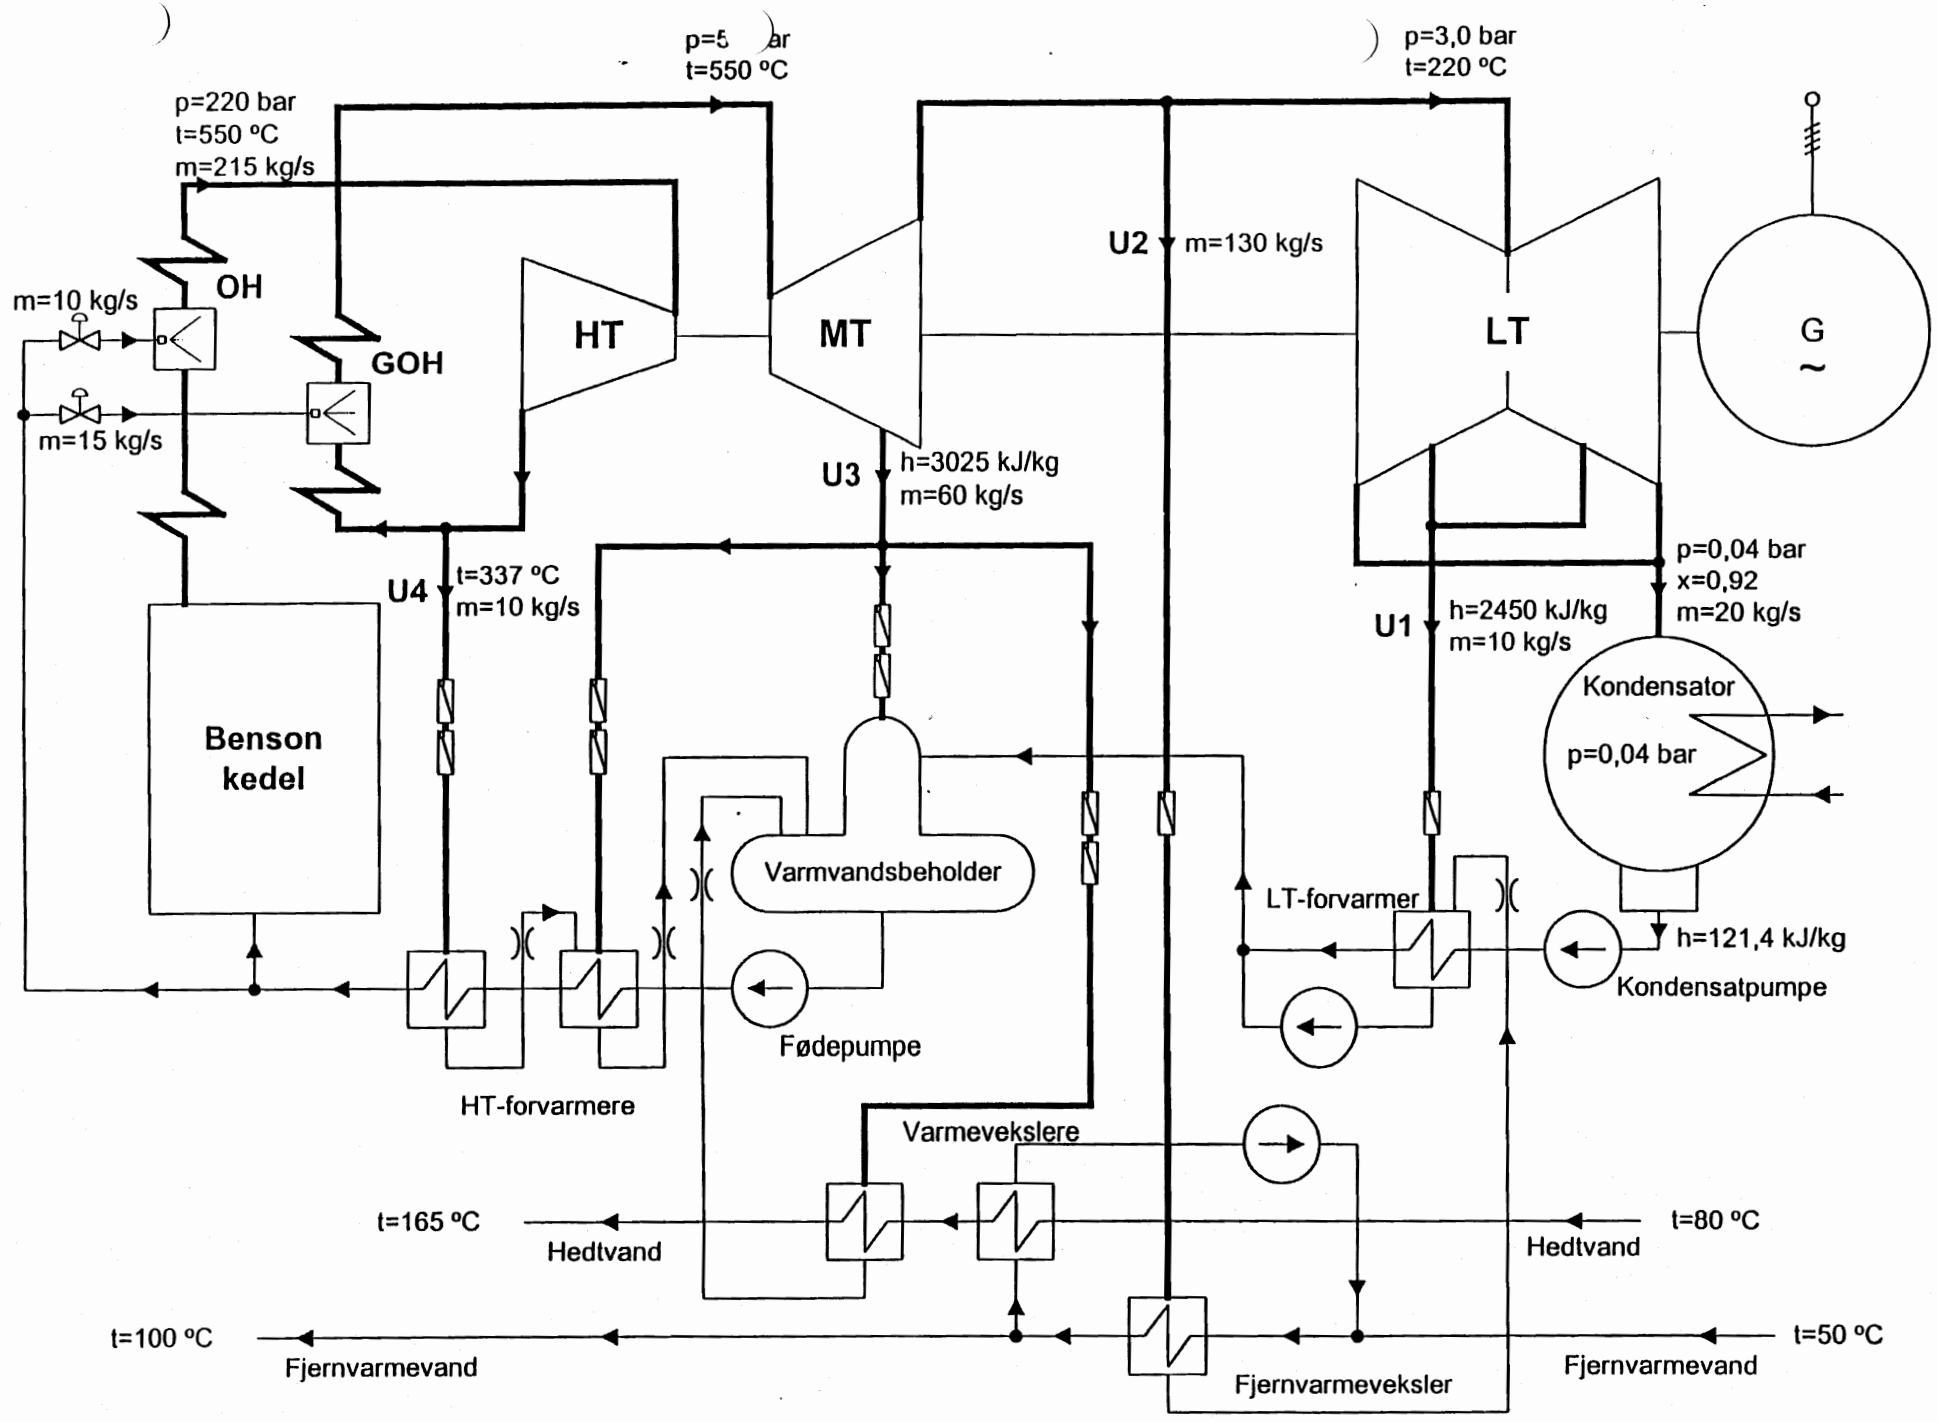 t=550 ºC
p=3,0 bar
t=220 ºC
p=220 bar
t=550 ºC
m=215 kg/s
U2
m=130 kg/s
OH
m=10 kg/s
HT
MT
LT
G
~
GOH
m=15 kg/s
U3
h=3025 kJ/kg
m=60 kg/s
U4
t=337 ºC
m=10 kg/s
p=0,04 bar
x=0,92
m=20 kg/s
U1
h=2450 kJ/kg
m=10 kg/s
Kondensator
p=0,04 bar
Benson
kedel
Varmvandsbeholder
LT-forvarmer
h=121,4 kJ/kg
Kondensatpumpe
Fødepumpe
HT-forvarmere
Varmevekslere
t=165 ºC
Hedtvand
t=80 ºC
Hedtvand
t=100 ºC
Fjernvarmevand
Fjernvarmeveksler
t=50 ºC
Fjernvarmevand